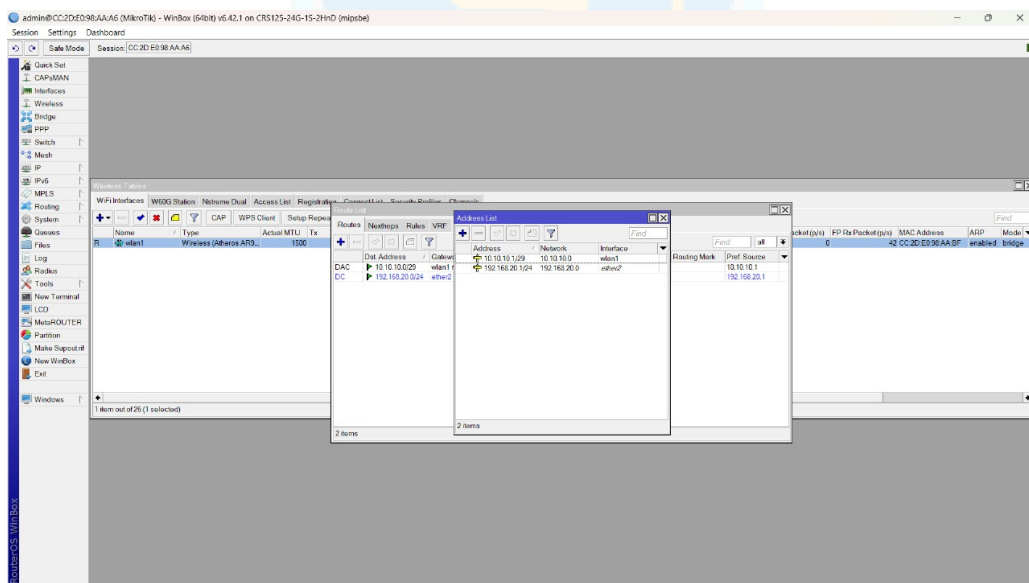 admin@CC:2D:E0:98:AA:A6 (MikroTik) - WinBox (64bit) v6.42.1 on CRS125-24G-1S-2HnD (mipsbe)
Session Settings Dashboard
Safe Mode Session: CC:2D:E0:98:AA:A6
Quick Set
CAPsMAN
Interfaces
Wireless
Bridge
PPP
Switch
Mesh
IP
IPv6
MPLS
Routing
System
Queues
Files
Log
Radius
Tools
New Terminal
LCD
MetaROUTER
Partition
Make Supout.rif
New WinBox
Exit
Windows
RouterOS WinBox
Wireless Tables
WiFi Interfaces W60G Station Nstreme Dual Access List Registration Connect List Security Profiles Channels
CAP WPS Client Setup Repea Find
Name Type Actual MTU Tx acket (p/s) FP Rx Packet (p/s) MAC Address ARP Mode
R wlan1 Wireless (Atheros AR9... 1500 0 42 CC:2D:E0:98:AA:BF enabled bridge
1 item out of 26 (1 selected)
Route List
Routes Nexthops Rules VRF
Find all
Dst. Address Gatew Routing Mark Pref. Source
DAC 10.10.10.0/29 wlan1 r 10.10.10.1
DC 192.168.20.0/24 ether2 192.168.20.1
2 items
Address List
Find
Address Network Interface
10.10.10.1/29 10.10.10.0 wlan1
192.168.20.1/24 192.168.20.0 ether2
2 items